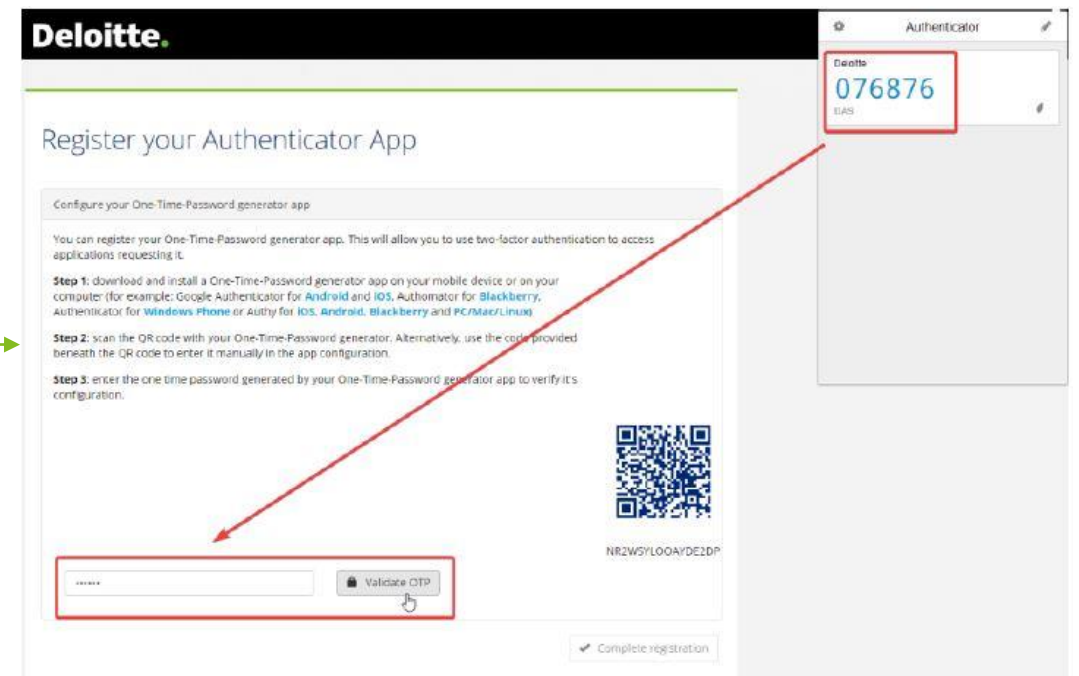 Deloitte.
Authenticator
Deloitte
076876
DAS
Register your Authenticator App
Configure your One-Time-Password generator app
You can register your One-Time-Password generator app. This will allow you to use two-factor authentication to access
applications requesting it.
Step 1: download and install a One-Time-Password generator app on your mobile device or on your
computer (for example: Google Authenticator for Android and iOS, Authomator for Blackberry,
Authenticator for Windows Phone or Authy for iOS, Android, Blackberry and PC/Mac/Linux)
Step 2: scan the QR code with your One-Time-Password generator. Alternatively, use the code provided
beneath the QR code to enter it manually in the app configuration.
Step 3: enter the one time password generated by your One-Time-Password generator app to verify it's
configuration.
NR2WSYLOOAYDE2DP
Validate OTP
Complete registration